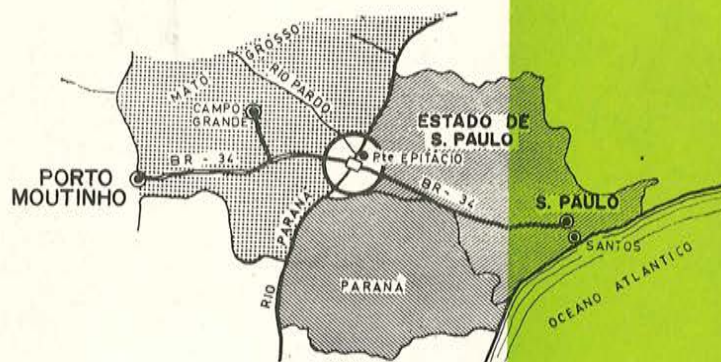 MATO GROSSO
RIO PARDO
CAMPO
GRANDE
ESTADO DE
S. PAULO
Pte EPITÁCIO
PORTO
MOUTINHO
BR - 34
BR - 34
S. PAULO
SANTOS
RIO PARANÁ
PARANÁ
OCEANO ATLANTICO